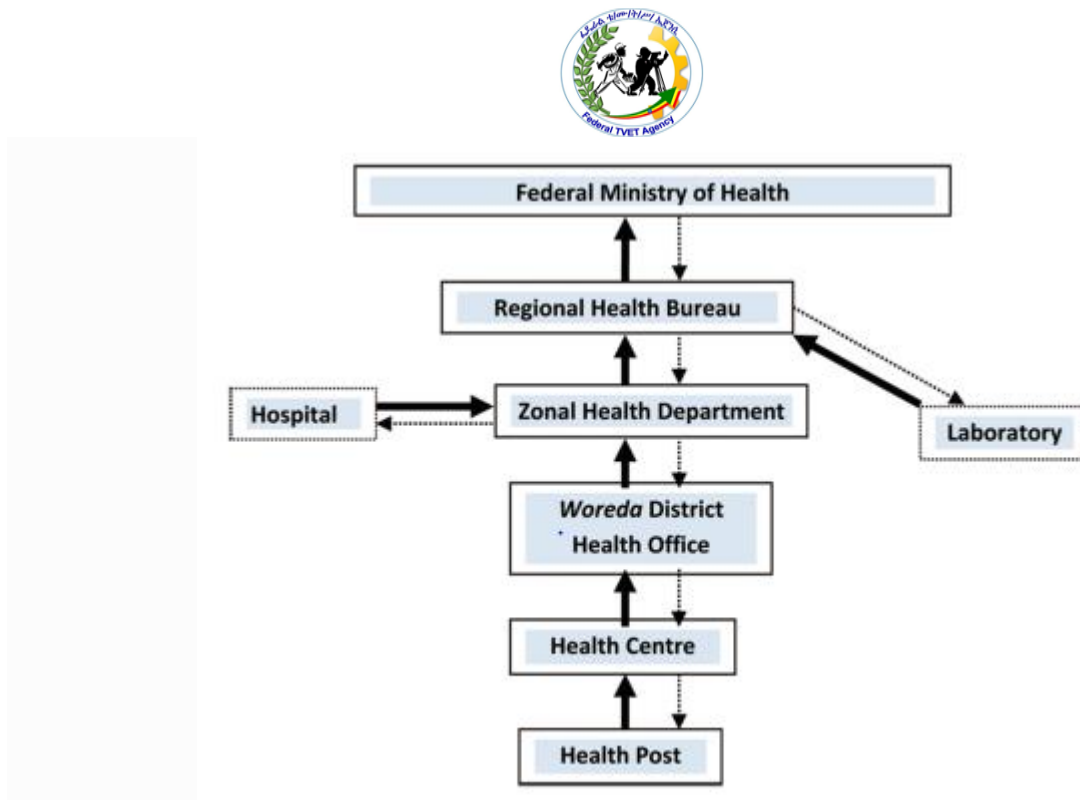 Federal TVET Agency
Federal Ministry of Health
Regional Health Bureau
Hospital
Zonal Health Department
Laboratory
Woreda District
Health Office
Health Centre
Health Post